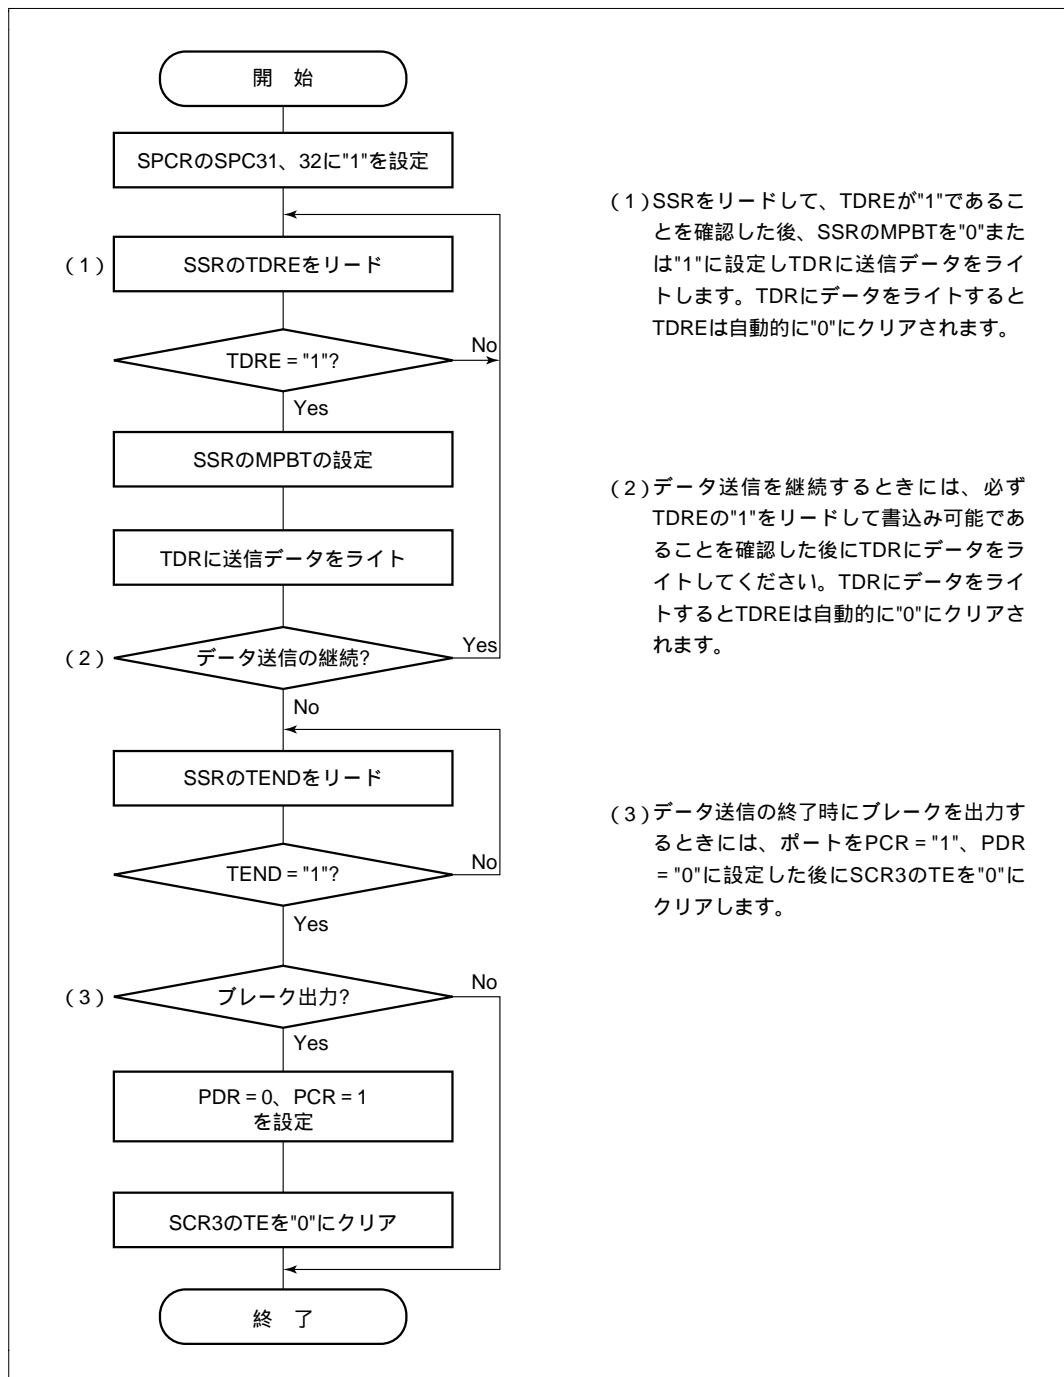 開　始
SPCRのSPC31、32に"1"を設定
(1)
SSRのTDREをリード
TDRE = "1"?
No
Yes
SSRのMPBTの設定
TDRに送信データをライト
(2)
データ送信の継続?
Yes
No
SSRのTENDをリード
TEND = "1"?
No
Yes
(3)
ブレーク出力?
No
Yes
PDR = 0、PCR = 1
を設定
SCR3のTEを"0"にクリア
終　了
(1)SSRをリードして、TDREが"1"であるこ
とを確認した後、SSRのMPBTを"0"また
は"1"に設定しTDRに送信データをライ
トします。TDRにデータをライトすると
TDREは自動的に"0"にクリアされます。
(2)データ送信を継続するときには、必ず
TDREの"1"をリードして書込み可能であ
ることを確認した後にTDRにデータをラ
イトしてください。TDRにデータをライ
トするとTDREは自動的に"0"にクリアさ
れます。
(3)データ送信の終了時にブレークを出力す
るときには、ポートをPCR = "1"、PDR
= "0"に設定した後にSCR3のTEを"0"に
クリアします。